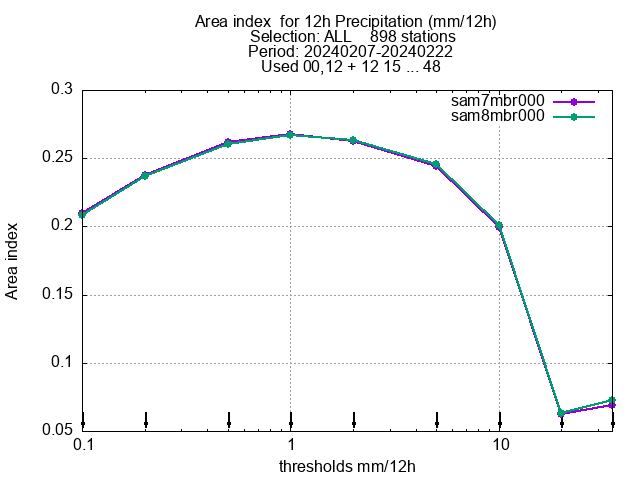 Area index  for 12h Precipitation (mm/12h)
Selection: ALL    898 stations
Period: 20240207-20240222
Used 00,12 + 12 15 ... 48
sam7mbr000
sam8mbr000
0.3
0.25
0.2
0.15
0.1
0.05
Area index
0.1 1 10
thresholds mm/12h